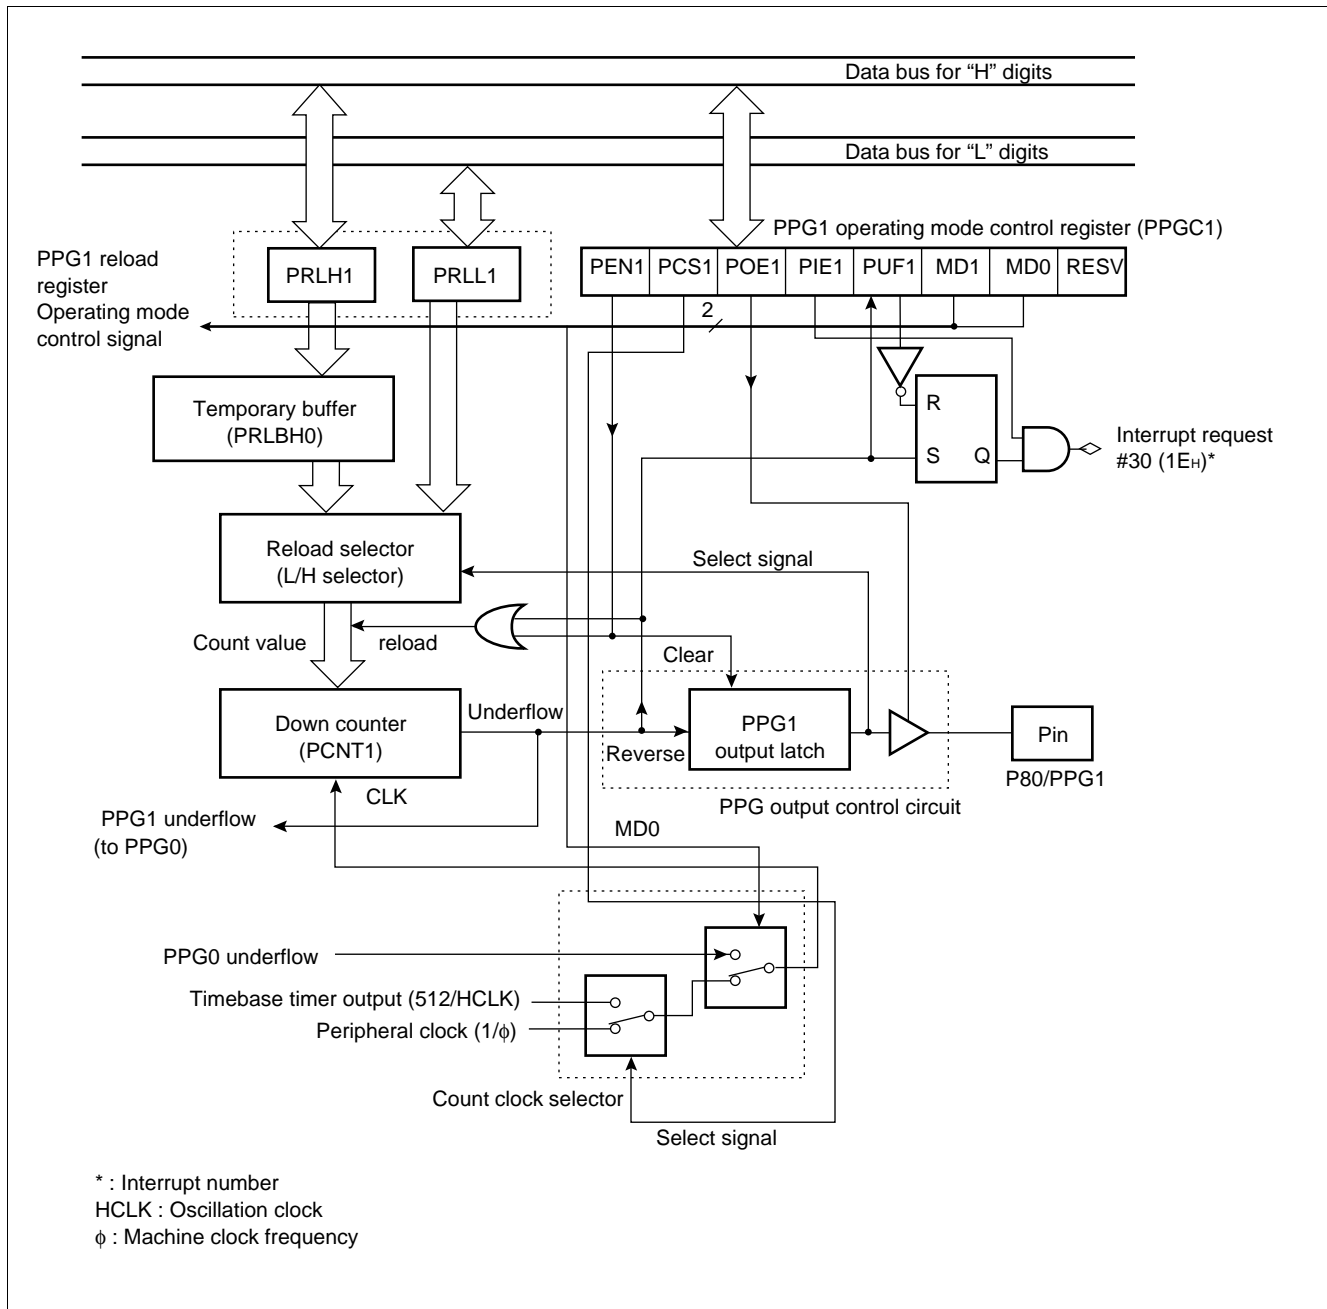 Data bus for “H” digits
Data bus for “L” digits
PPG1 operating mode control register (PPGC1)
PPG1 reload
register
Operating mode
control signal
PRLH1
PRLL1
PEN1 PCS1 POE1 PIE1 PUF1 MD1 MD0 RESV
2
Temporary buffer
(PRLBH0)
R
S
Q
Interrupt request
#30 (1EH)*
Reload selector
(L/H selector)
Select signal
Count value
reload
Clear
Down counter
(PCNT1)
Underflow
Reverse
PPG1
output latch
Pin
P80/PPG1
CLK
PPG output control circuit
PPG1 underflow
(to PPG0)
MD0
PPG0 underflow
Timebase timer output (512/HCLK)
Peripheral clock (1/ϕ)
Count clock selector
Select signal
* : Interrupt number
HCLK : Oscillation clock
ϕ : Machine clock frequency